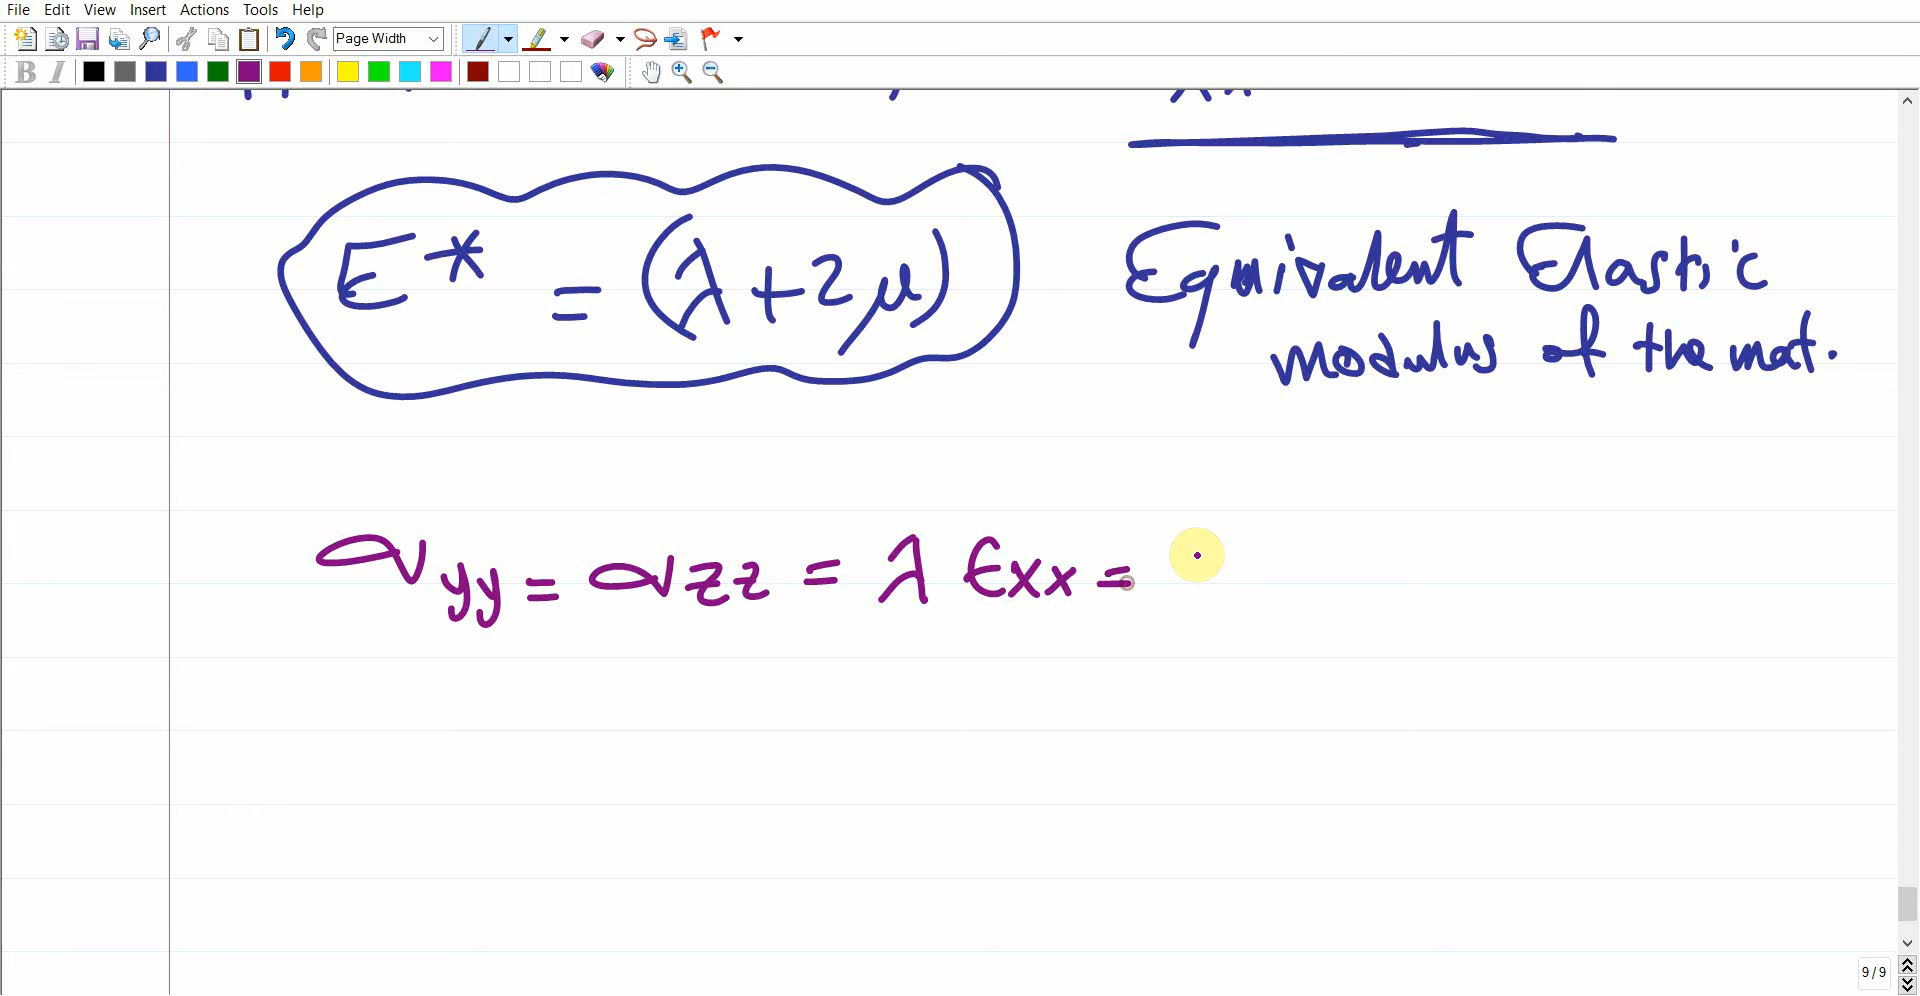 File Edit View Insert Actions Tools Help
Page Width
B I
E* = (λ+2μ)
Equivalent Elastic
modulus of the mat.
σyy = σzz = λ Exx =
9/9